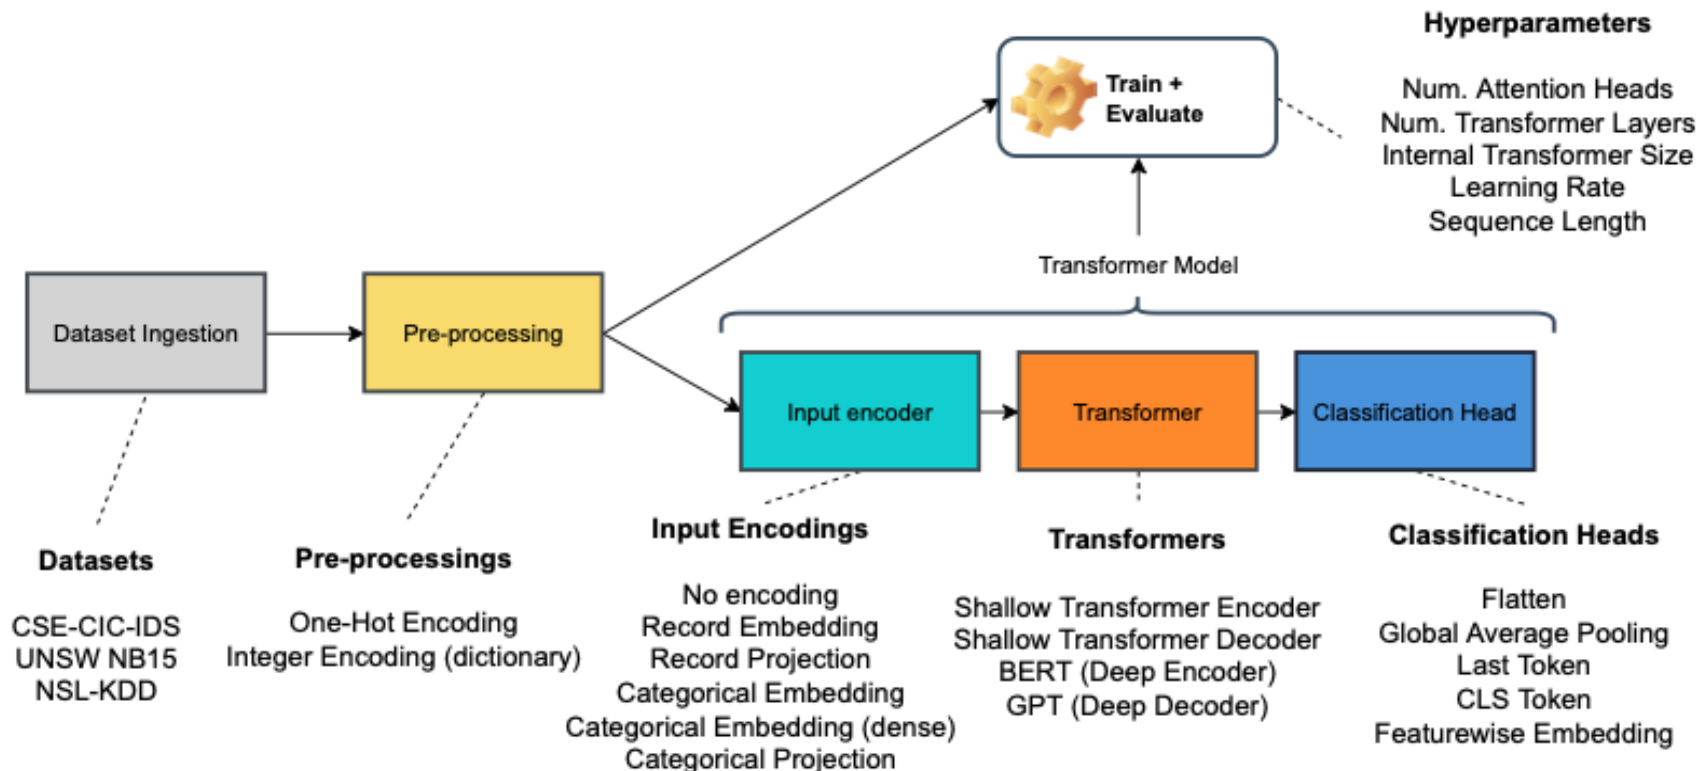 Hyperparameters
Num. Attention Heads
Num. Transformer Layers
Internal Transformer Size
Learning Rate
Sequence Length
Train +
Evaluate
Transformer Model
Dataset Ingestion
Pre-processing
Input encoder
Transformer
Classification Head
Datasets
CSE-CIC-IDS
UNSW NB15
NSL-KDD
Pre-processings
One-Hot Encoding
Integer Encoding (dictionary)
Input Encodings
No encoding
Record Embedding
Record Projection
Categorical Embedding
Categorical Embedding (dense)
Categorical Projection
Transformers
Shallow Transformer Encoder
Shallow Transformer Decoder
BERT (Deep Encoder)
GPT (Deep Decoder)
Classification Heads
Flatten
Global Average Pooling
Last Token
CLS Token
Featurewise Embedding